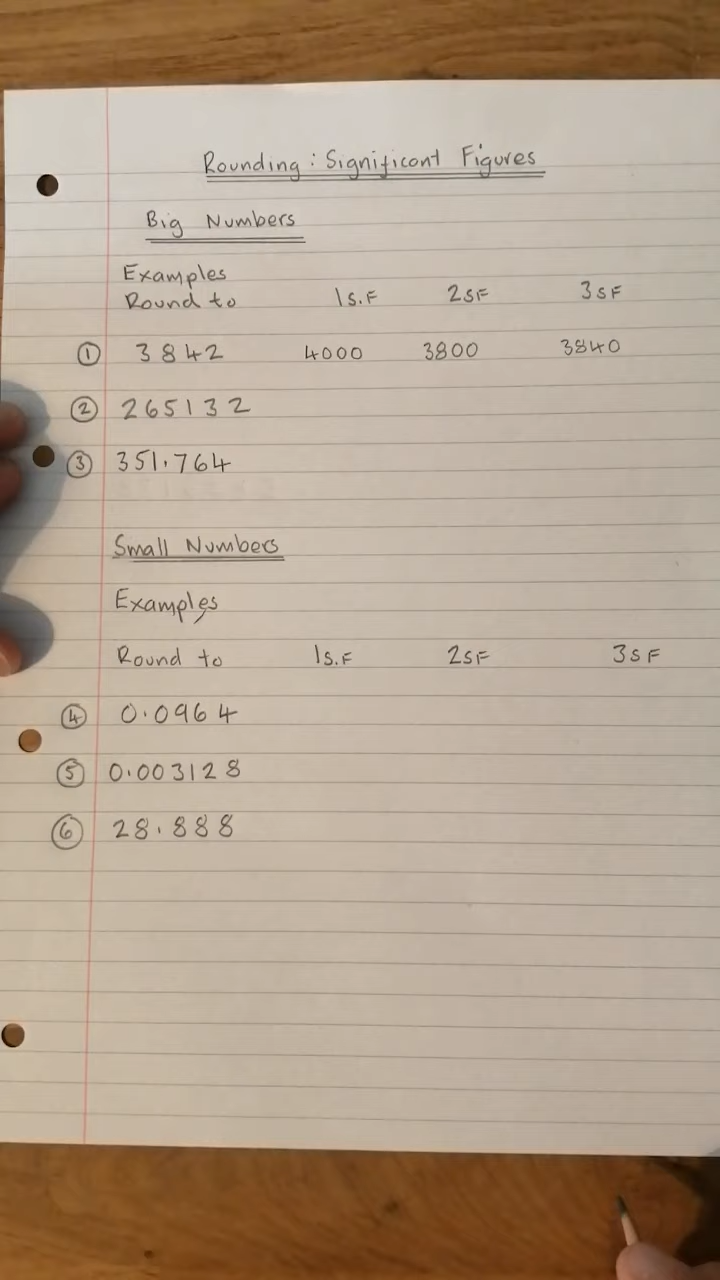 Rounding : Significant Figures
Big Numbers
Examples
Round to 1s.F 2SF 3SF
① 3842 4000 3800 3840
② 265132
③ 351.764
Small Numbers
Examples
Round to 1s.F 2SF 3SF
④ 0.0964
⑤ 0.003128
⑥ 28.888